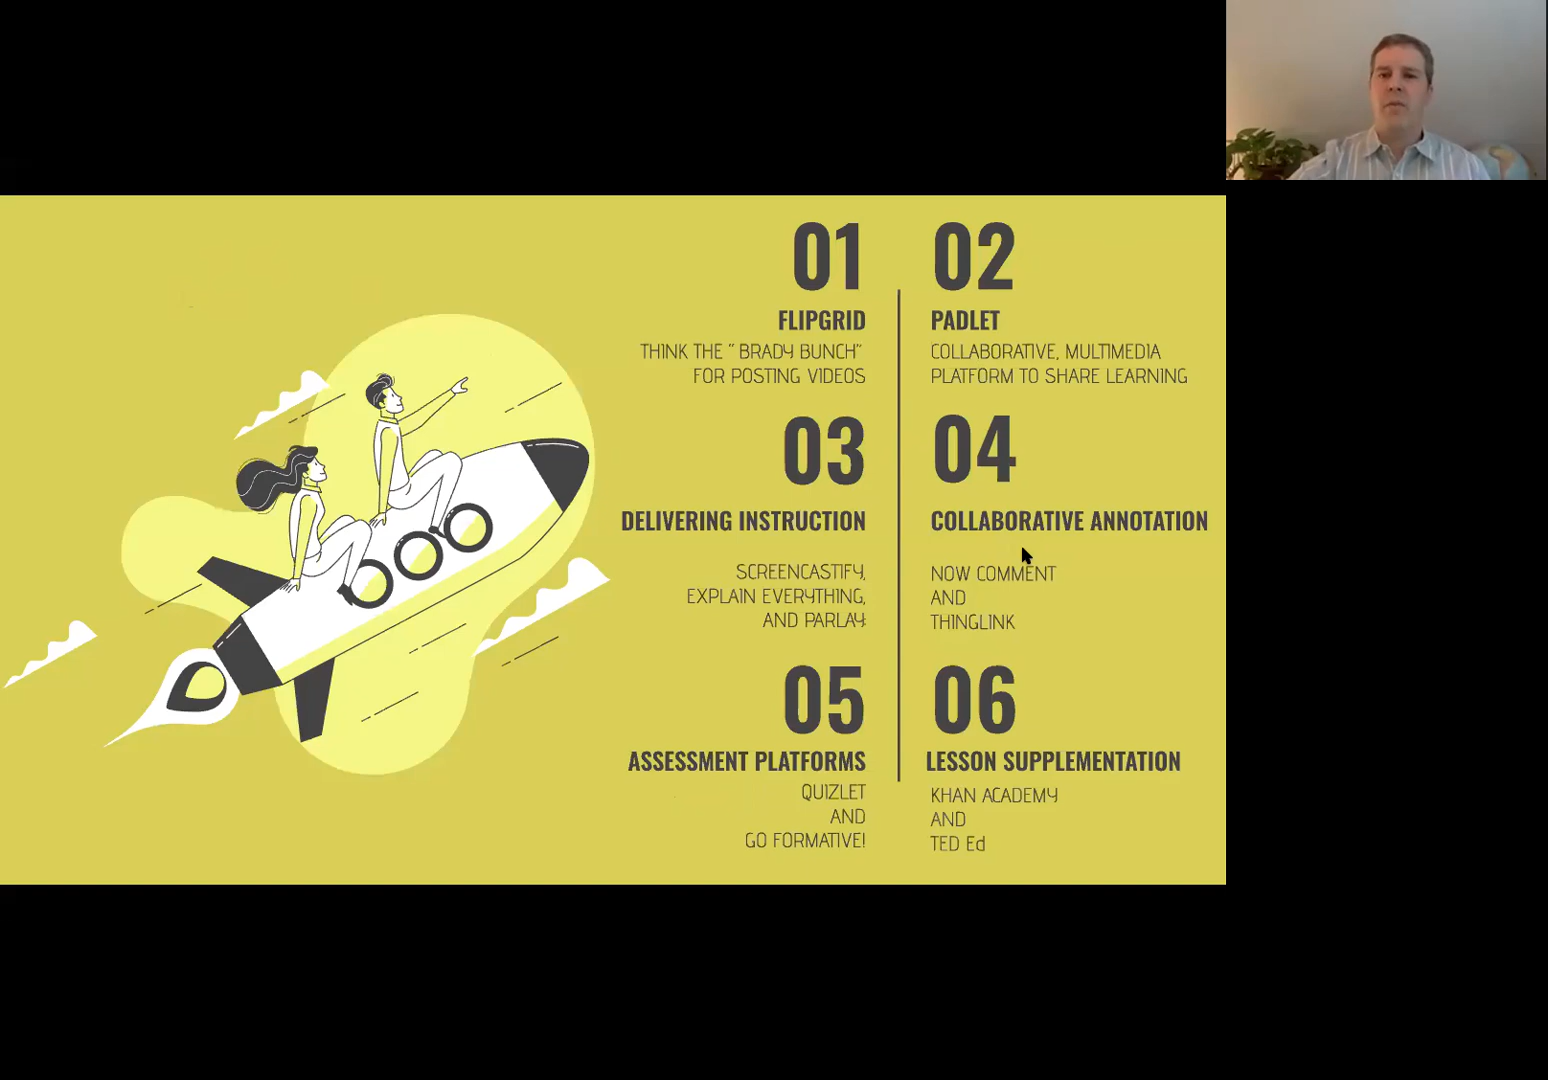 01
FLIPGRID
THINK THE " BRADY BUNCH"
FOR POSTING VIDEOS
02
PADLET
COLLABORATIVE, MULTIMEDIA
PLATFORM TO SHARE LEARNING
03
DELIVERING INSTRUCTION
SCREENCASTIFY,
EXPLAIN EVERYTHING,
AND PARLAY
04
COLLABORATIVE ANNOTATION
NOW COMMENT
AND
THINGLINK
05
ASSESSMENT PLATFORMS
QUIZLET
AND
GO FORMATIVE!
06
LESSON SUPPLEMENTATION
KHAN ACADEMY
AND
TED Ed